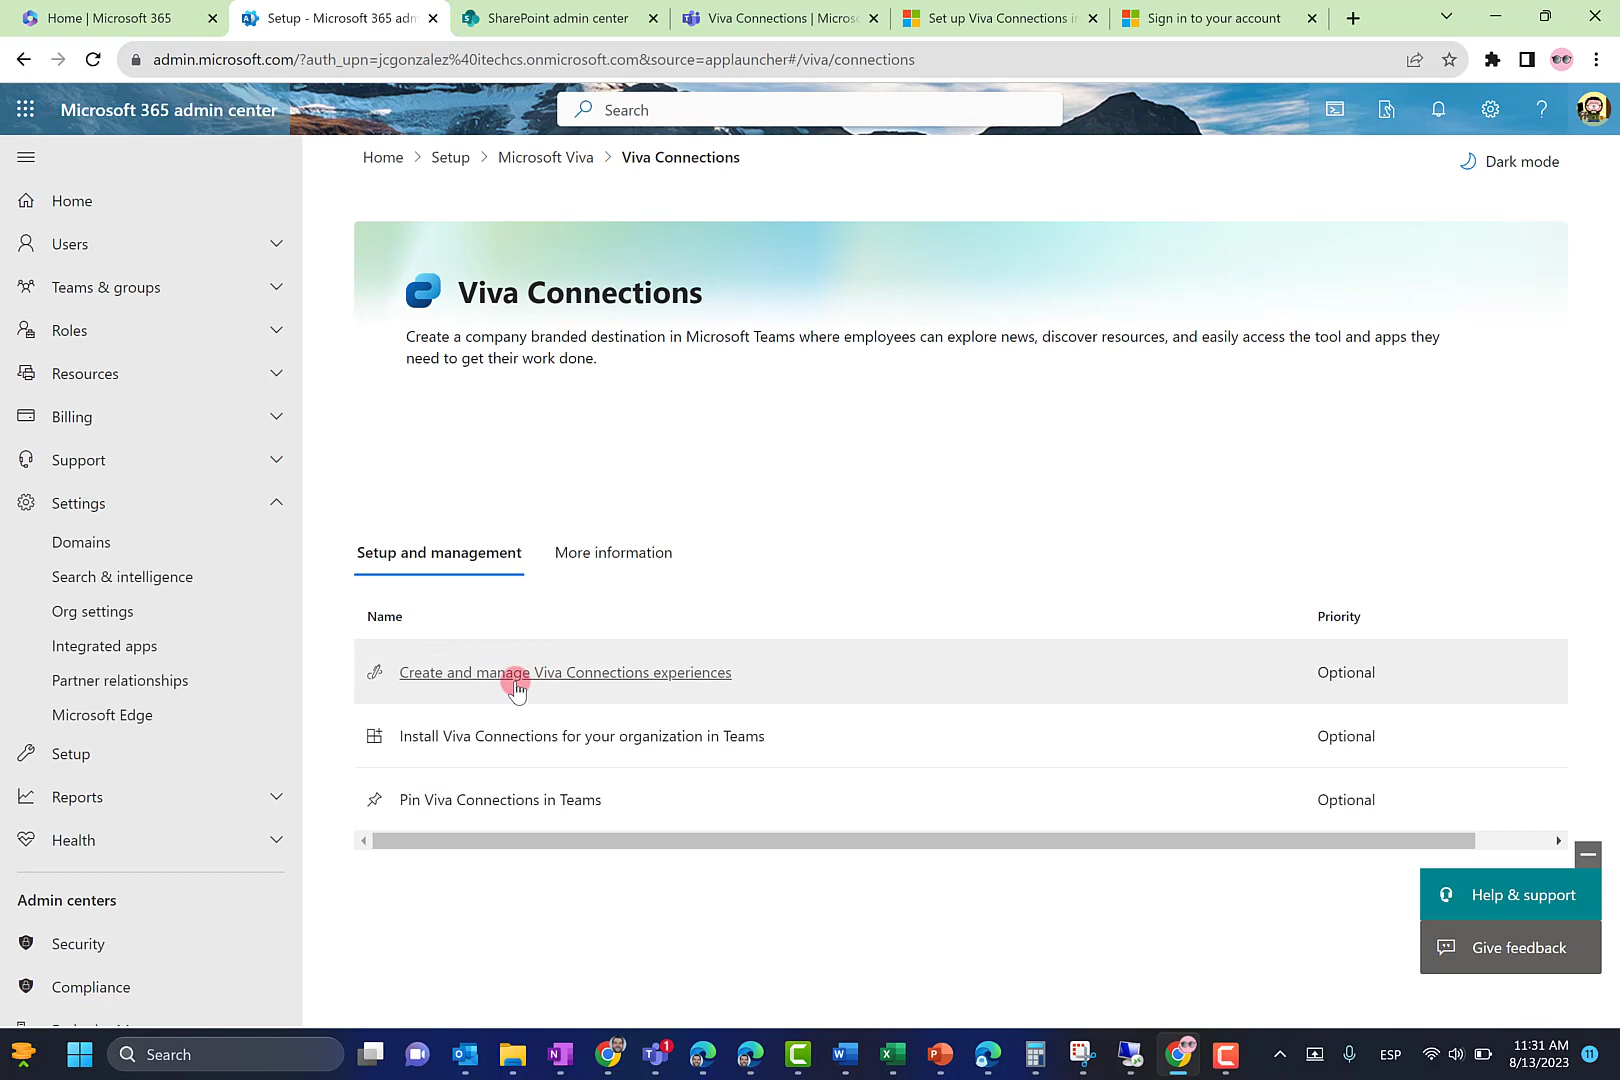 Home | Microsoft 365
Setup - Microsoft 365 adm
SharePoint admin center
Viva Connections | Microso
Set up Viva Connections in
Sign in to your account
admin.microsoft.com/?auth_upn=jcgonzalez%40itechcs.onmicrosoft.com&source=applauncher#/viva/connections
Microsoft 365 admin center
Search
Home > Setup > Microsoft Viva > Viva Connections
Dark mode
Home
Users
Teams & groups
Roles
Resources
Billing
Support
Settings
Domains
Search & intelligence
Org settings
Integrated apps
Partner relationships
Microsoft Edge
Setup
Reports
Health
Admin centers
Security
Compliance
Viva Connections
Create a company branded destination in Microsoft Teams where employees can explore news, discover resources, and easily access the tool and apps they
need to get their work done.
Setup and management
More information
Name
Priority
Create and manage Viva Connections experiences
Optional
Install Viva Connections for your organization in Teams
Optional
Pin Viva Connections in Teams
Optional
Help & support
Give feedback
Search
1
ESP
11:31 AM
8/13/2023
11